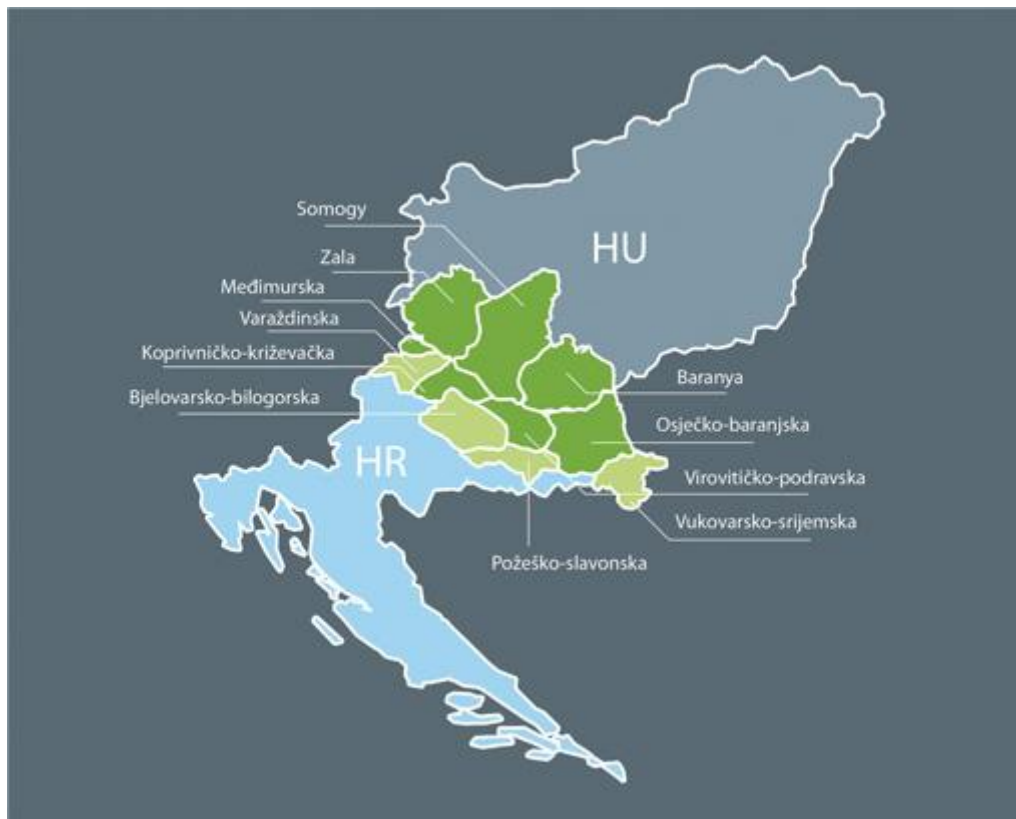 Somogy
HU
Zala
Međimurska
Varaždinska
Koprivničko-križevačka
Baranya
Bjelovarsko-bilogorska
Osječko-baranjska
HR
Virovitičko-podravska
Vukovarsko-srijemska
Požeško-slavonska